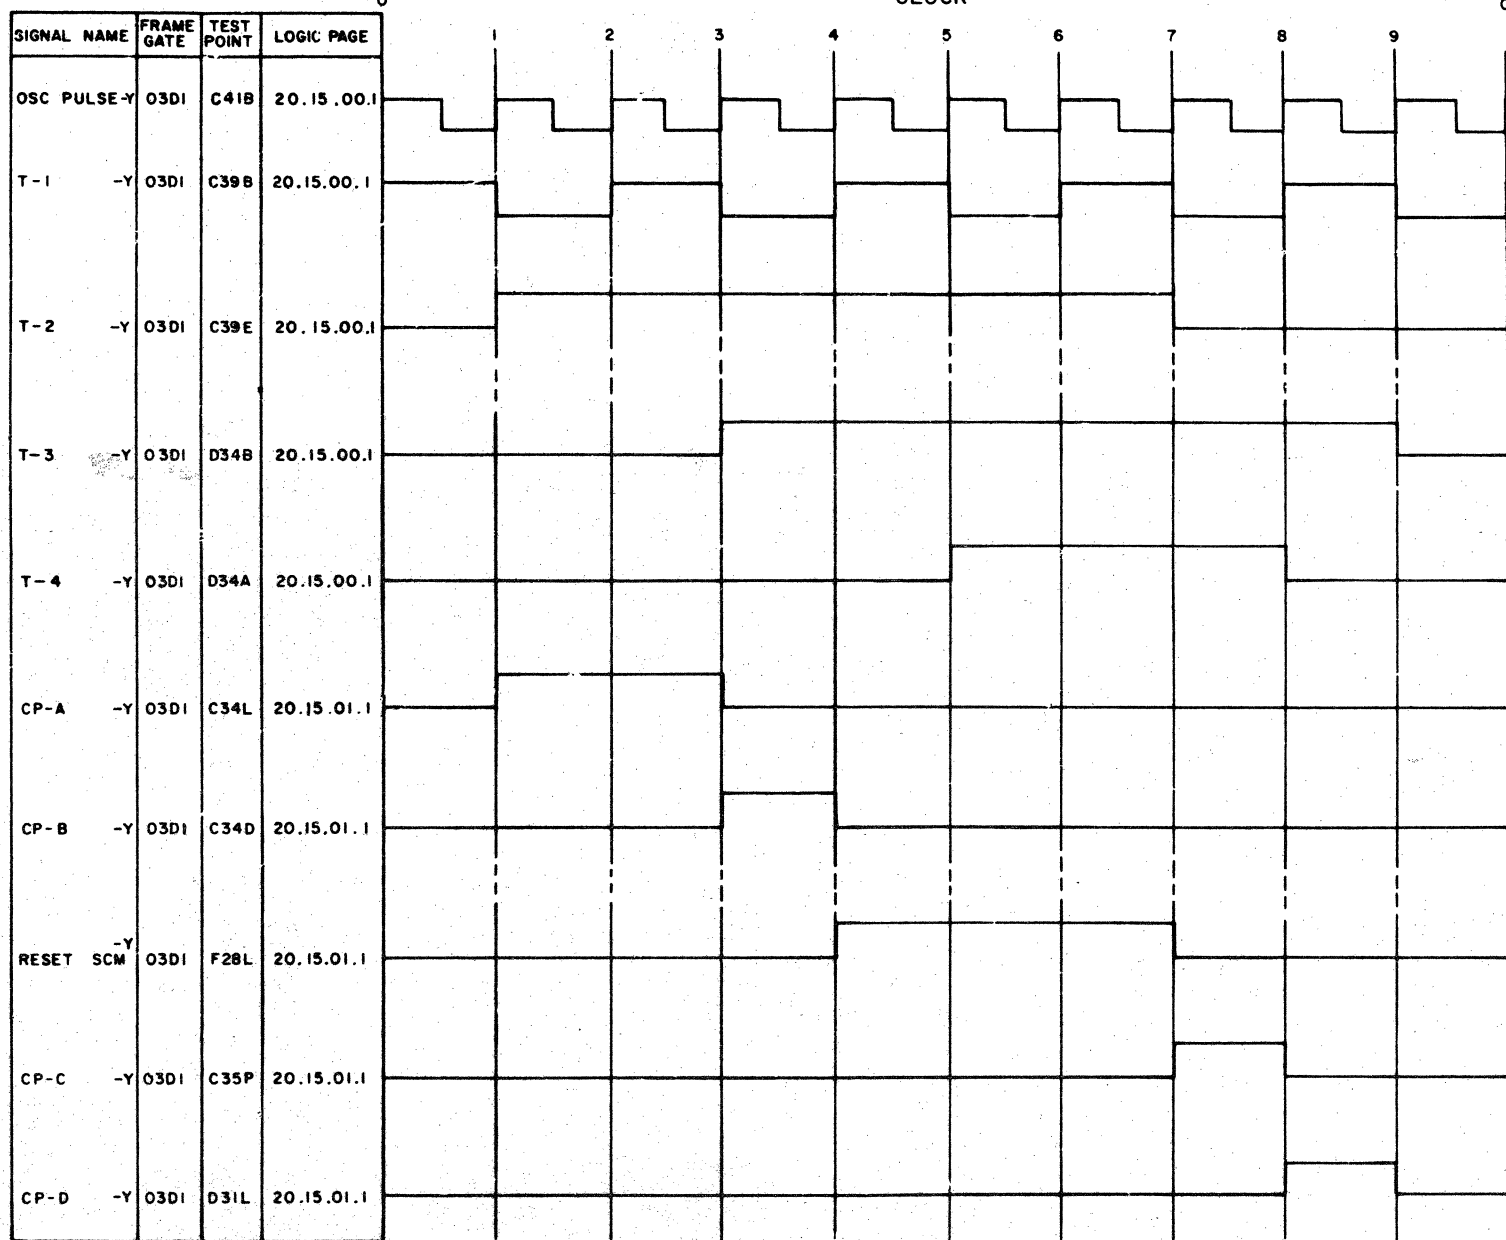 0 CLOCK
SIGNAL NAME FRAME GATE TEST POINT LOGIC PAGE 1 2 3 4 5 6 7 8 9
OSC PULSE-Y 03D1 C41B 20.15.00.1
T-1 -Y 03D1 C39B 20.15.00.1
T-2 -Y 03D1 C39E 20.15.00.1
T-3 -Y 03D1 D34B 20.15.00.1
T-4 -Y 03D1 D34A 20.15.00.1
CP-A -Y 03D1 C34L 20.15.01.1
CP-B -Y 03D1 C34D 20.15.01.1
-Y
RESET SCM 03D1 F28L 20.15.01.1
CP-C -Y 03D1 C35P 20.15.01.1
CP-D -Y 03D1 D31L 20.15.01.1